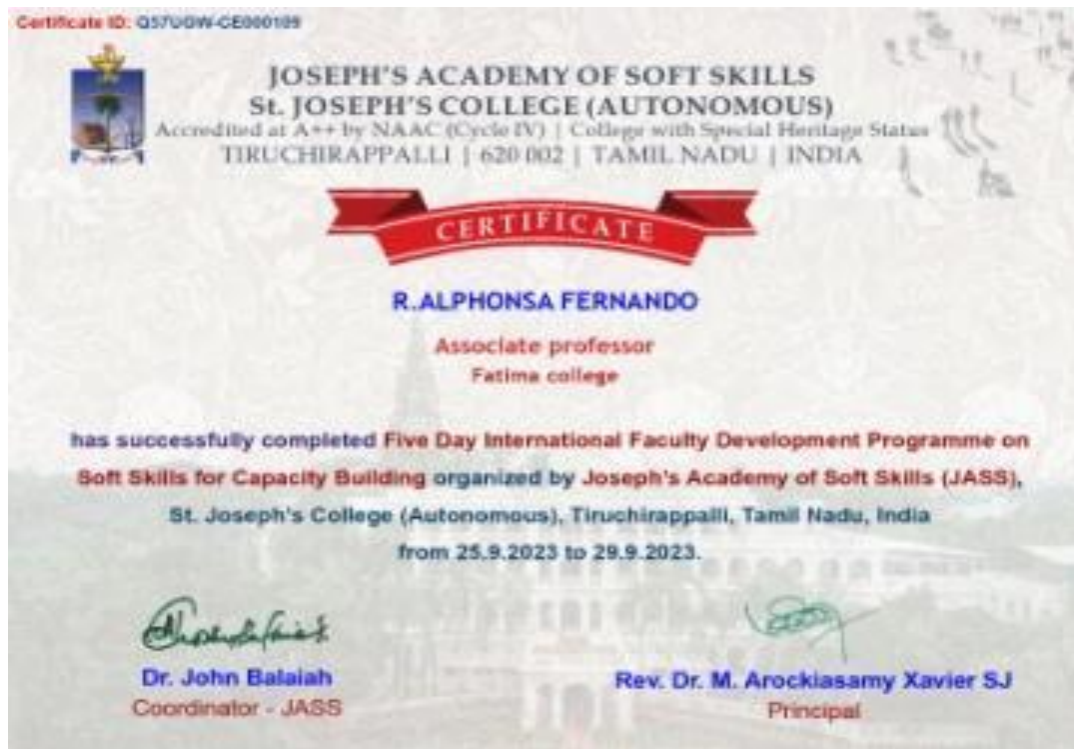 Certificate ID: Q57UGW-CE000109
JOSEPH'S ACADEMY OF SOFT SKILLS
St. JOSEPH'S COLLEGE (AUTONOMOUS)
Accredited at A++ by NAAC (Cycle IV) | College with Special Heritage Status
TIRUCHIRAPPALLI | 620 002 | TAMIL NADU | INDIA
CERTIFICATE
R.ALPHONSA FERNANDO
Associate professor
Fatima college
has successfully completed Five Day International Faculty Development Programme on
Soft Skills for Capacity Building organized by Joseph's Academy of Soft Skills (JASS),
St. Joseph's College (Autonomous), Tiruchirappalli, Tamil Nadu, India
from 25.9.2023 to 29.9.2023.
Dr. John Balaiah
Rev. Dr. M. Arockiasamy Xavier SJ
Coordinator - JASS
Principal